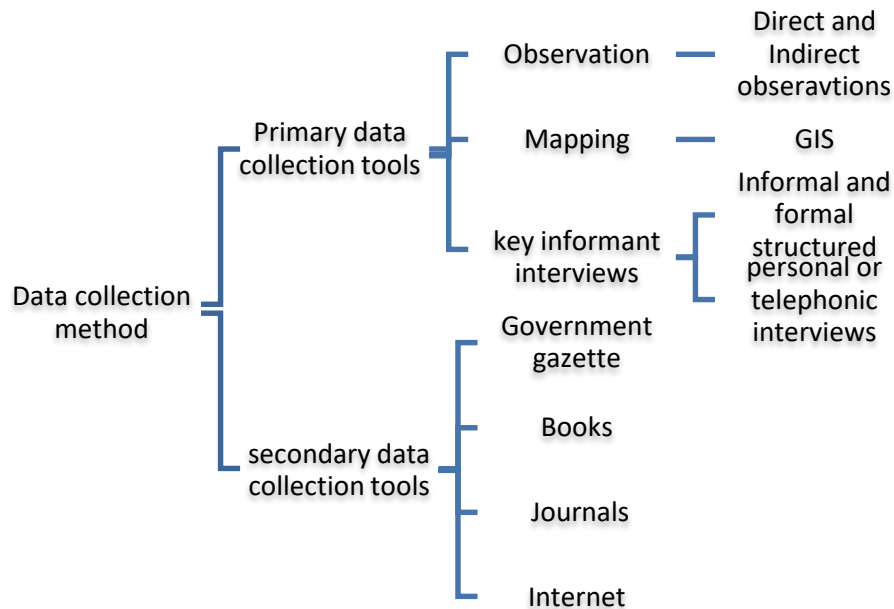 Data collection
method
Primary data
collection tools
Observation
Direct and
Indirect
obseravtions
Mapping
GIS
key informant
interviews
Informal and
formal
structured
personal or
telephonic
interviews
secondary data
collection tools
Government
gazette
Books
Journals
Internet